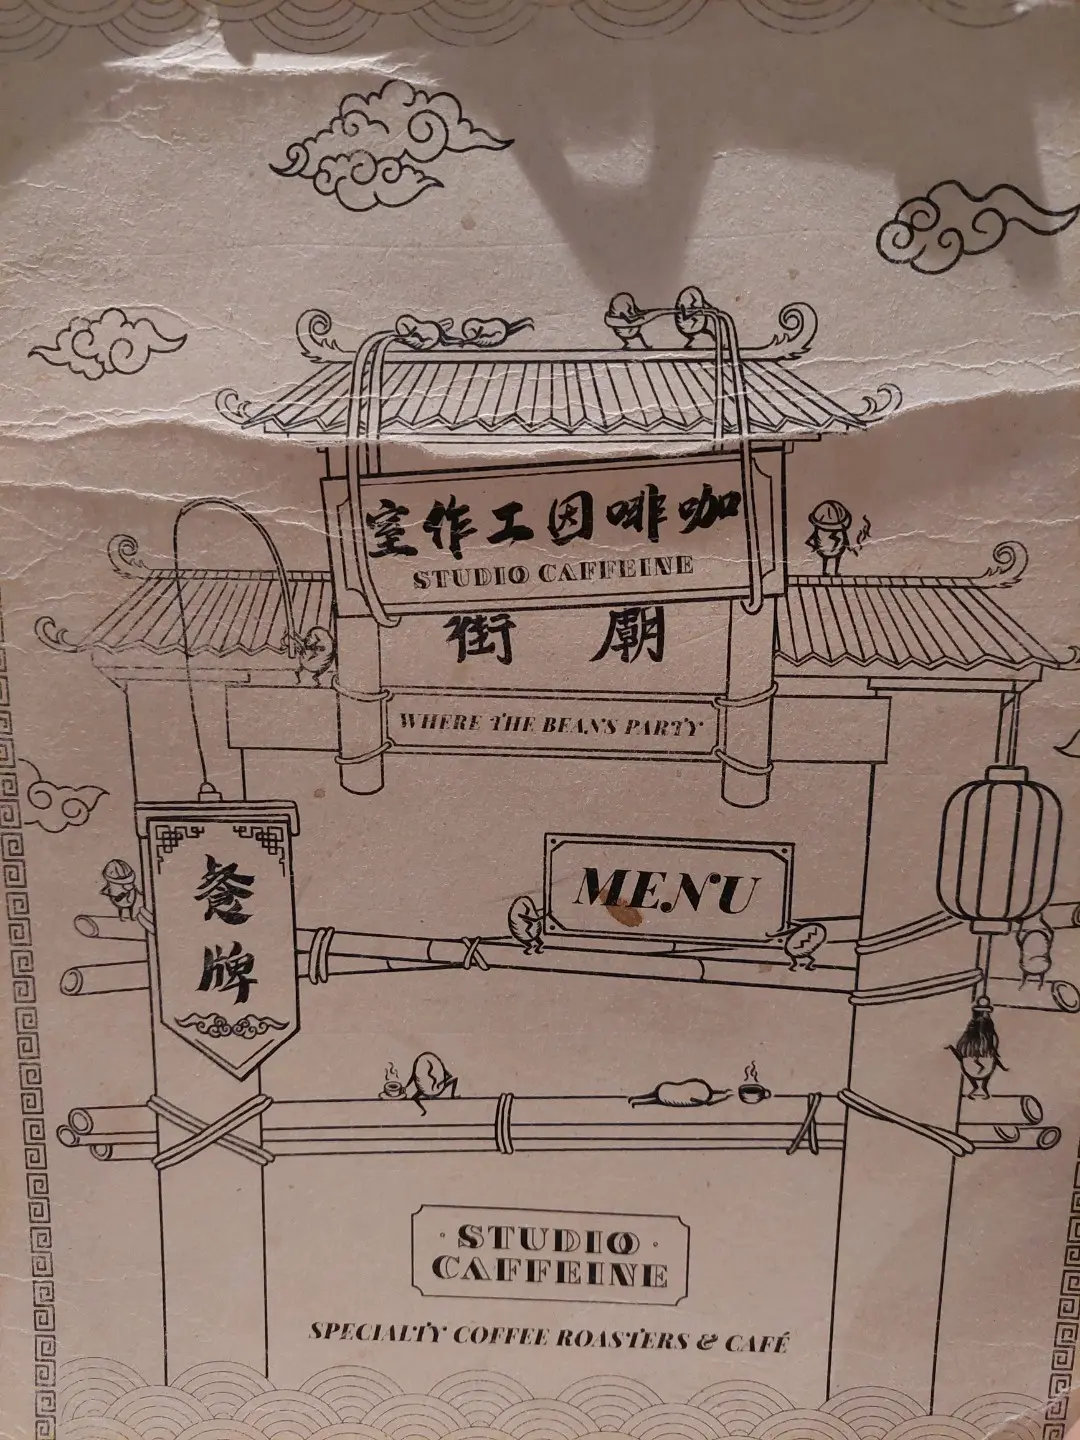 咖啡因工作室
STUDIO CAFFEINE
廟街
WHERE THE BEANS PARTY
餐牌
MENU
· STUDIO ·
CAFFEINE
SPECIALTY COFFEE ROASTERS & CAFÉ